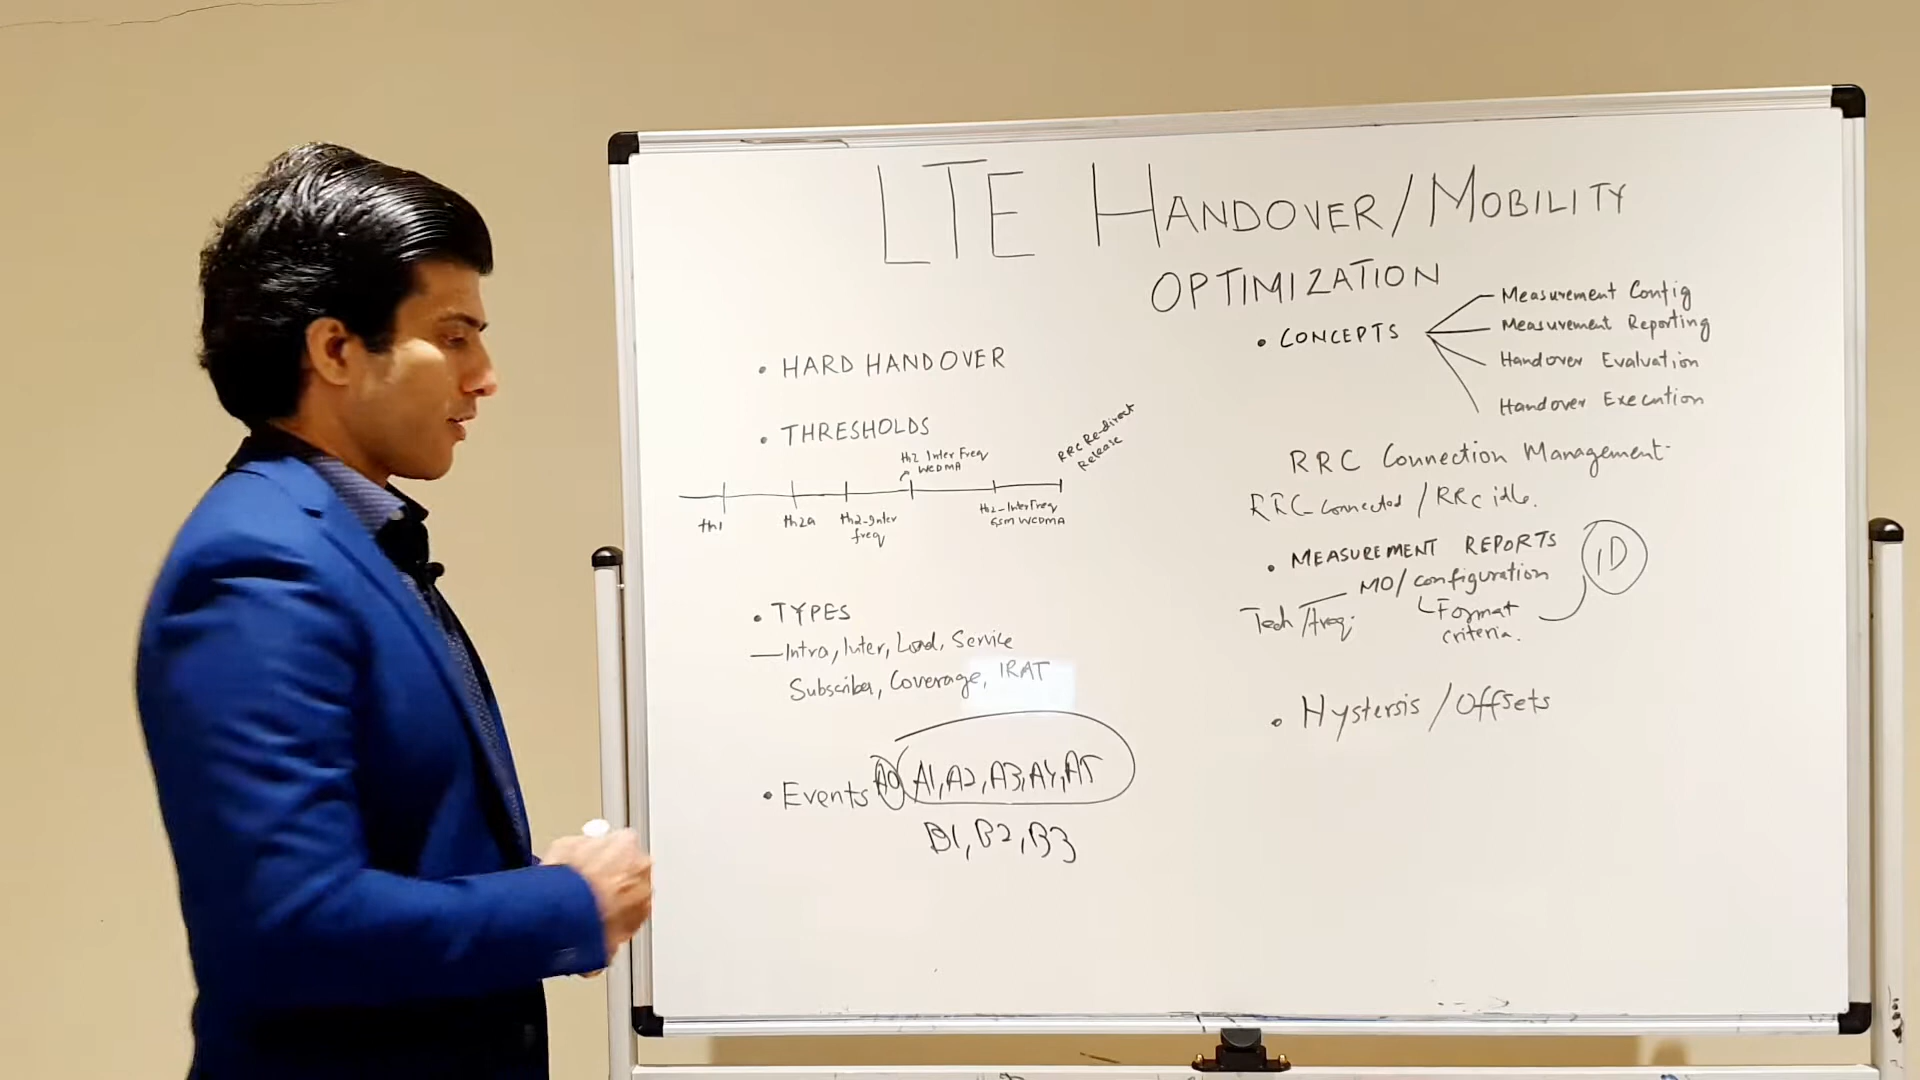 LTE HANDOVER/MOBILITY
OPTIMIZATION
• HARD HANDOVER
• THRESHOLDS
th2 Inter Freq
WCDMA
RRC Re-direct
Release
th1
th2a
th2-Inter
freq
th2-InterFreq
GSM WCDMA
• TYPES
—Intra, Inter, Load, Service
Subscriber, Coverage, IRAT
• Events A0 A1, A2, A3, A4, A5
B1, B2, B3
• CONCEPTS
Measurement Config
Measurement Reporting
Handover Evaluation
Handover Execution
RRC Connection Management
RRC-Connected / RRC idle.
• MEASUREMENT REPORTS
ID
MO/configuration
Tech/freq.
Format
criteria.
• Hystersis / Offsets